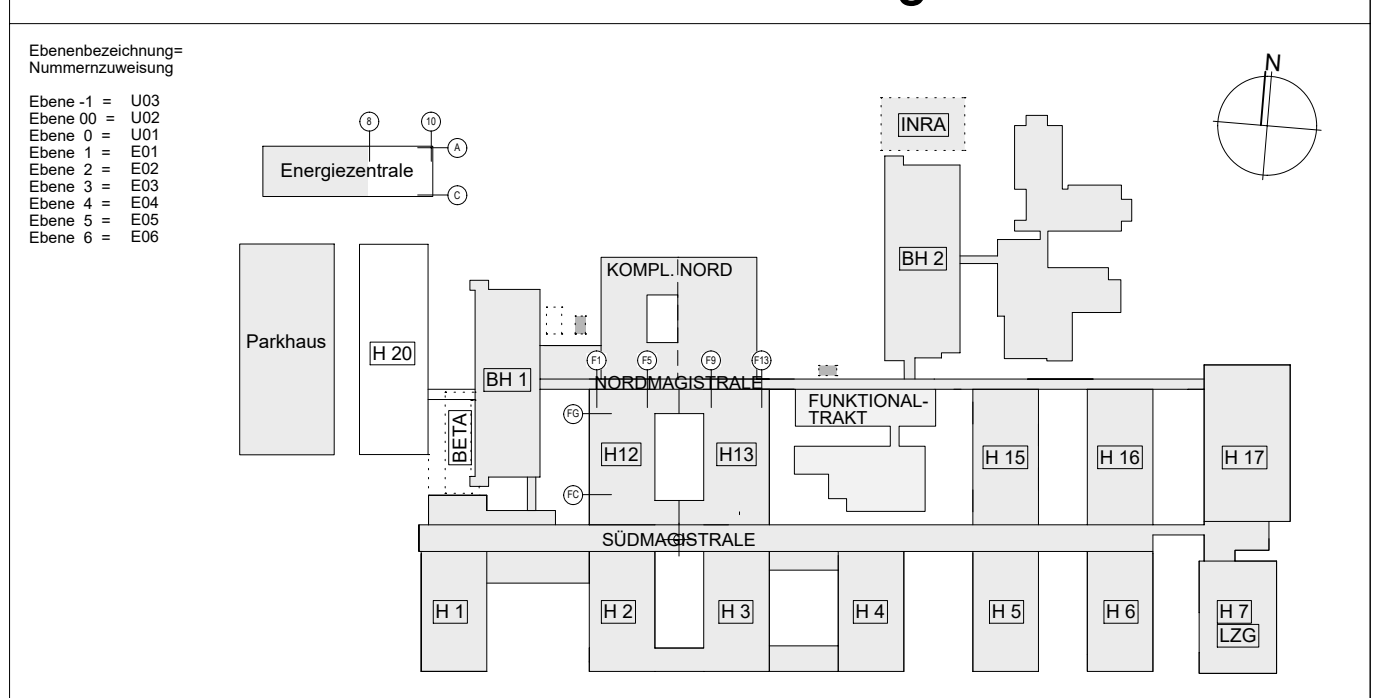 Ebenenbezeichnung=
Nummernzuweisung
Ebene -1 = U03
Ebene 00 = U02
Ebene 0 = U01
Ebene 1 = E01
Ebene 2 = E02
Ebene 3 = E03
Ebene 4 = E04
Ebene 5 = E05
Ebene 6 = E06
N
8
10
A
Energiezentrale
C
INRA
Parkhaus
H 20
BH 1
BETA
KOMPL. NORD
BH 2
F1
F5
F9
F13
NORDMAGISTRALE
FUNKTIONAL-
TRAKT
FG
H12
H13
H 15
H 16
H 17
FC
SÜDMAGISTRALE
H 1
H 2
H 3
H 4
H 5
H 6
H 7
LZG